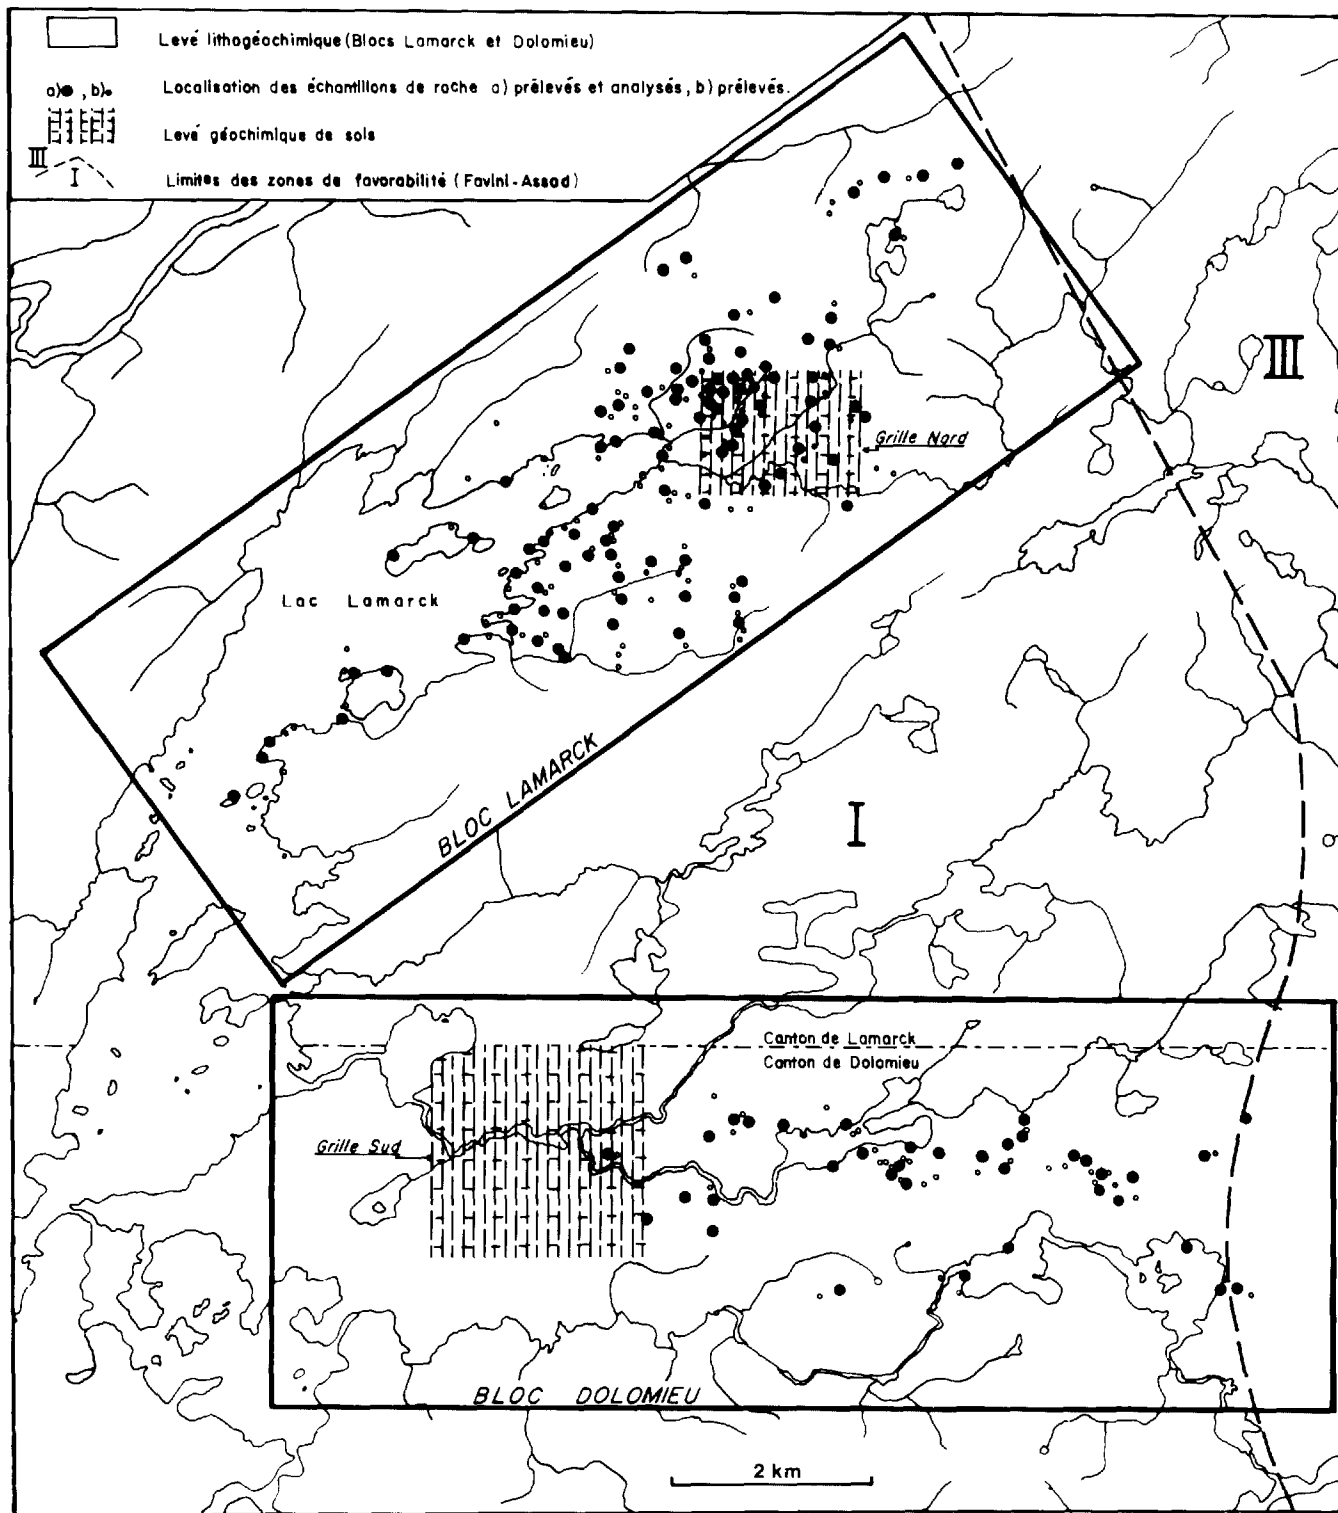 Levé lithogéochimique (Blocs Lamarck et Dolomieu)
a) , b) Localisation des échantillons de roche a) prélevés et analysés, b) prélevés.
Levé géochimique de sols
III
I
Limites des zones de favorabilité (Favini-Assad)
III
Grille Nord
Lac Lamarck
BLOC LAMARCK
I
Canton de Lamarck
Canton de Dolomieu
Grille Sud
BLOC DOLOMIEU
2 km